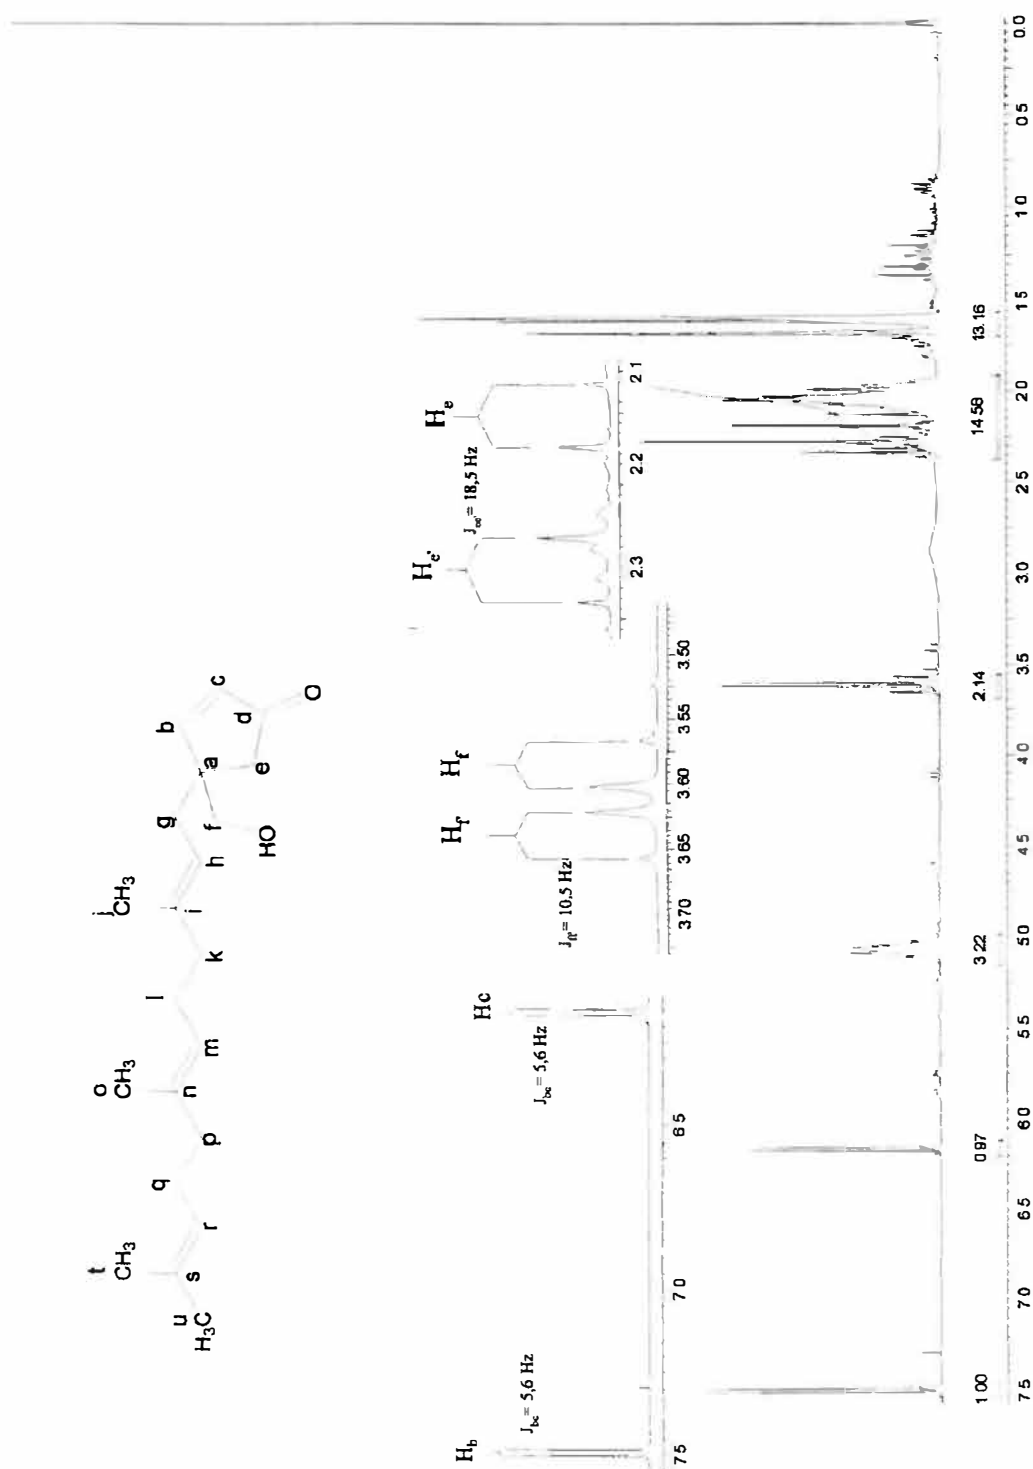 t
CH3
u
H3C
s
r
q
p
o
CH3
n
m
l
k
j
CH3
i
h
g
f
HO
a
b
c
d
e
O
Hb
Jbc = 5,6 Hz
Hc
Jbc = 5,6 Hz
7.5
7.0
6.5
Hf'
Hf
Jff' = 10,5 Hz
3.70
3.65
3.60
3.55
3.50
He'
He
Jee' = 18,5 Hz
2.3
2.2
2.1
1.00
0.97
3.22
2.14
14.58
13.16
7.5
7.0
6.5
6.0
5.5
5.0
4.5
4.0
3.5
3.0
2.5
2.0
1.5
1.0
0.5
0.0